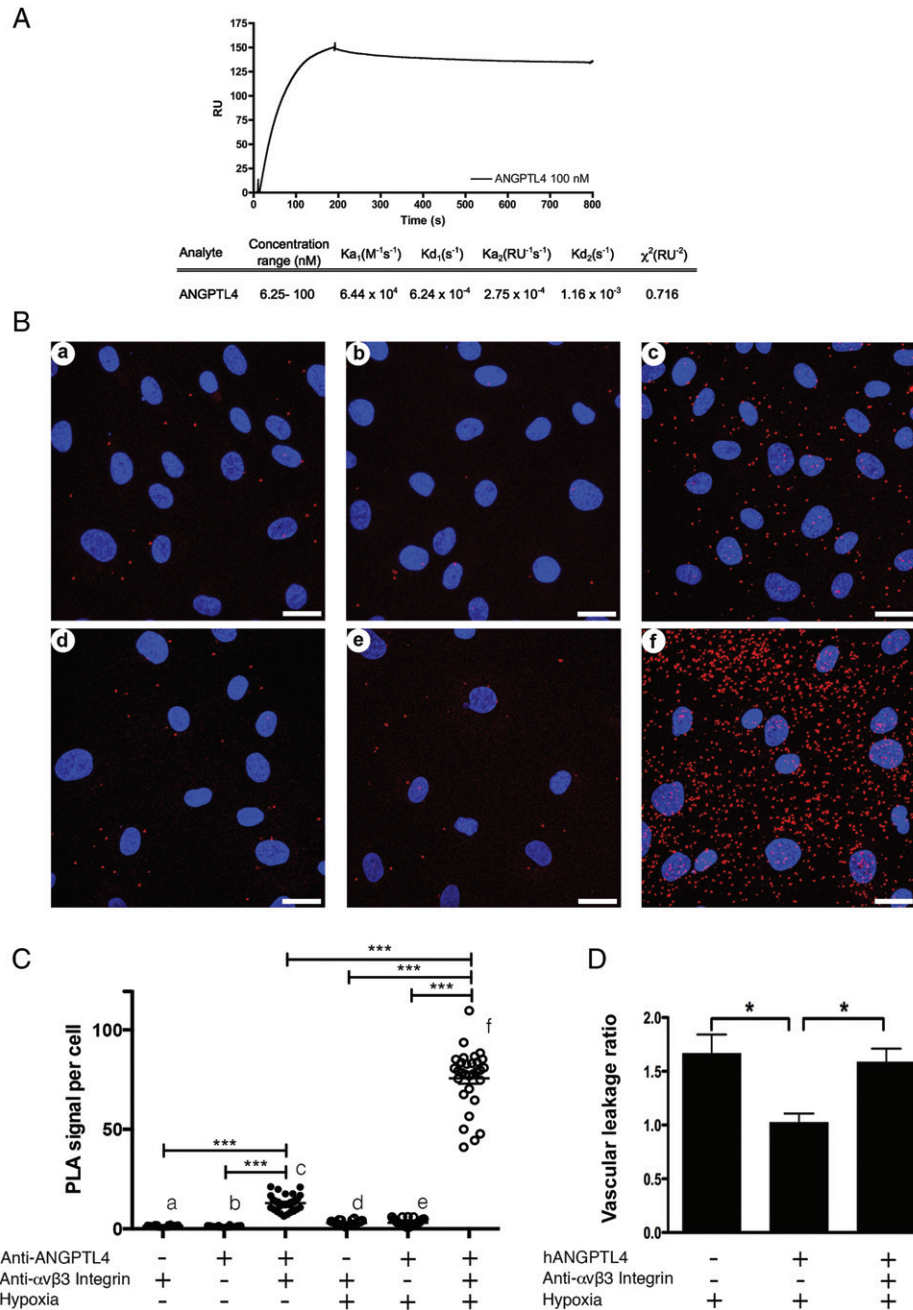 A
175
150
125
100
75
50
25
0
RU
ANGPTL4 100 nM
0 100 200 300 400 500 600 700 800
Time (s)
Analyte Concentration range (nM) Ka₁(M⁻¹s⁻¹) Kd₁(s⁻¹) Ka₂(RU⁻¹s⁻¹) Kd₂(s⁻¹) χ²(RU⁻²)
ANGPTL4 6.25- 100 6.44 x 10⁴ 6.24 x 10⁻⁴ 2.75 x 10⁻⁴ 1.16 x 10⁻³ 0.716
B
a b c
d e f
C
***
***
***
100
50
0
PLA signal per cell
***
***
a b c d e f
Anti-ANGPTL4 - + + - + +
Anti-αvβ3 Integrin + - + + - +
Hypoxia - - - + + +
D
2.0
1.5
1.0
0.5
0.0
Vascular leakage ratio
* *
hANGPTL4 - + +
Anti-αvβ3 Integrin - - +
Hypoxia + + +